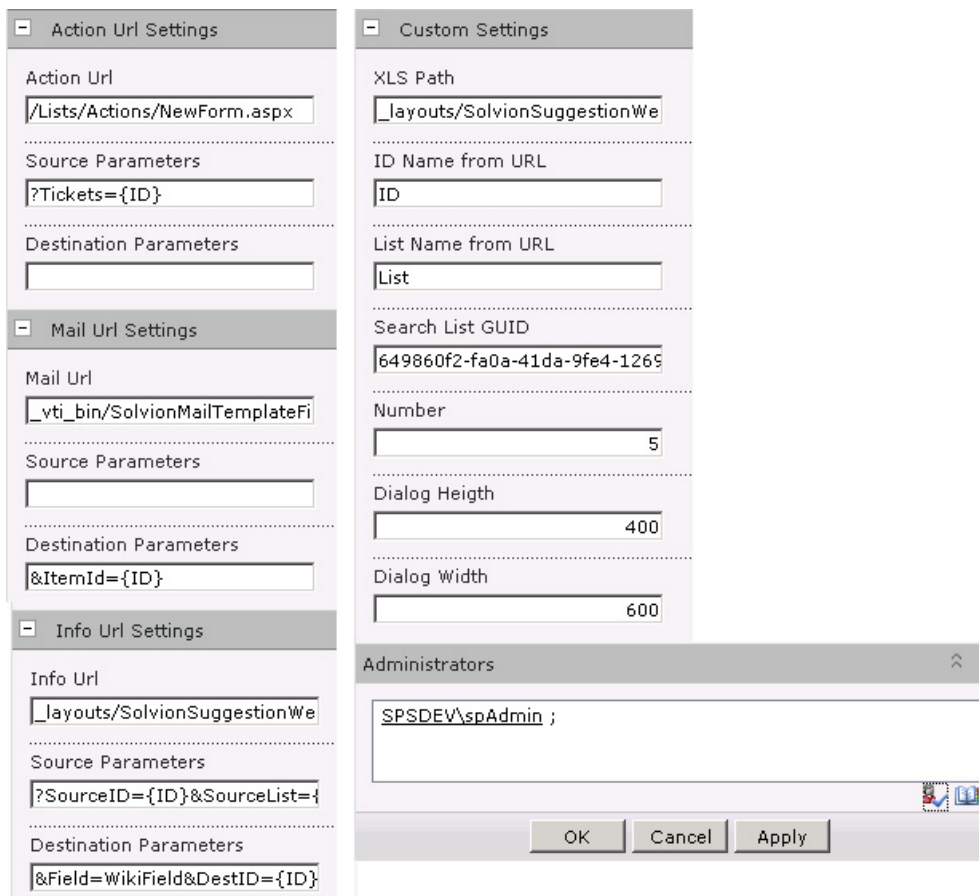 Action Url Settings
Action Url
/Lists/Actions/NewForm.aspx
Source Parameters
?Tickets={ID}
Destination Parameters
Mail Url Settings
Mail Url
_vti_bin/SolvionMailTemplateFi
Source Parameters
Destination Parameters
&ItemId={ID}
Info Url Settings
Info Url
_layouts/SolvionSuggestionWe
Source Parameters
?SourceID={ID}&SourceList={
Destination Parameters
&Field=WikiField&DestID={ID}
Custom Settings
XLS Path
_layouts/SolvionSuggestionWe
ID Name from URL
ID
List Name from URL
List
Search List GUID
649860f2-fa0a-41da-9fe4-1269
Number
5
Dialog Heigth
400
Dialog Width
600
Administrators
SPSDEV\spAdmin ;
OK Cancel Apply